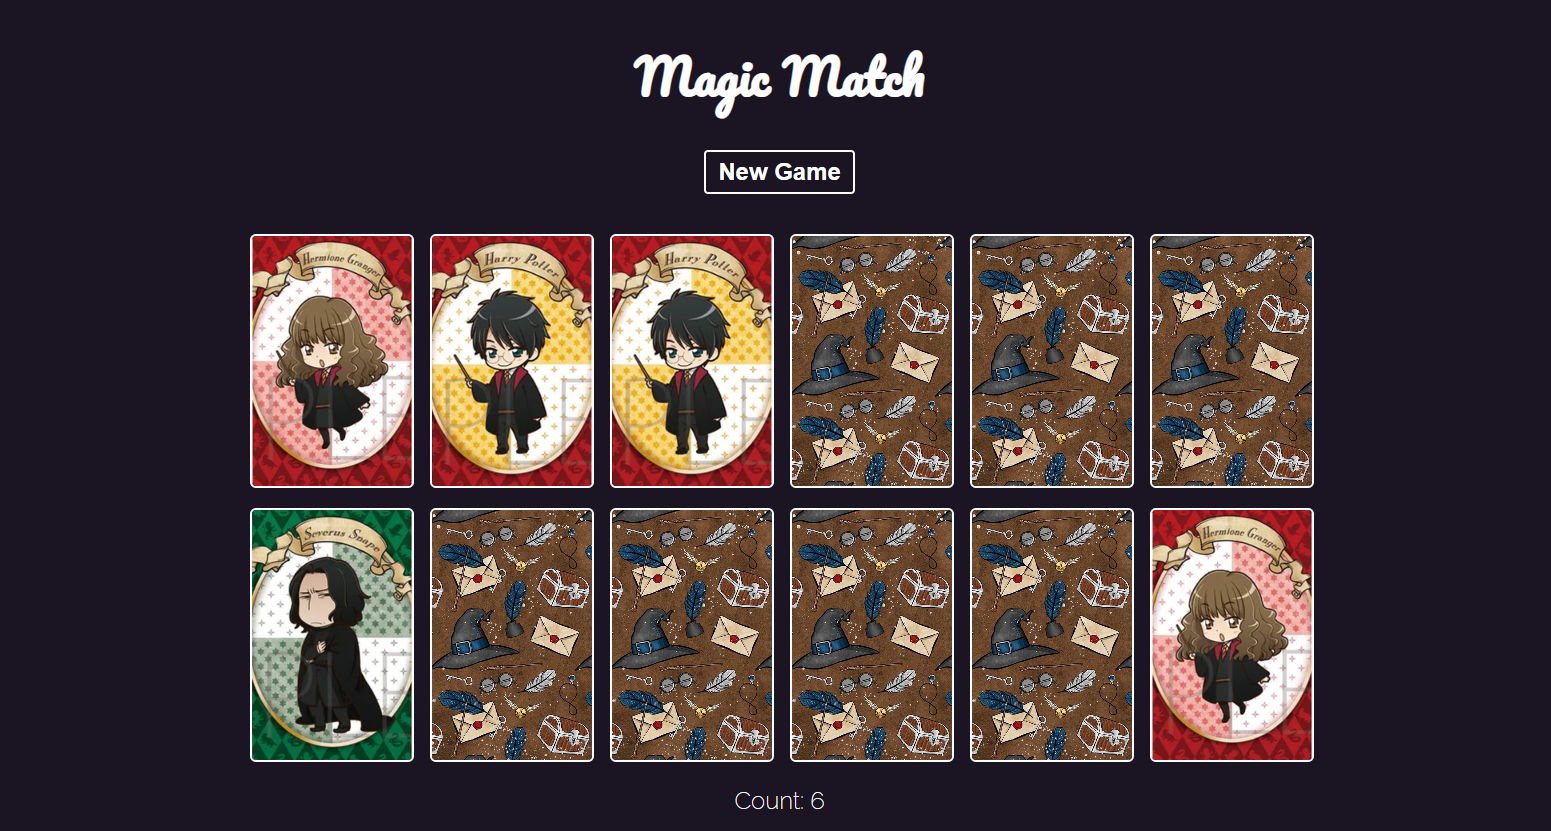 Magic Match
New Game
Hermione Granger
Harry Potter
Harry Potter
Severus Snape
Hermione Granger
Count: 6